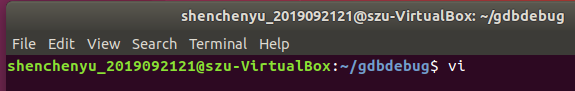 shenchenyu_2019092121@szu-VirtualBox: ~/gdbdebug
File Edit View Search Terminal Help
shenchenyu_2019092121@szu-VirtualBox:~/gdbdebug$ vi